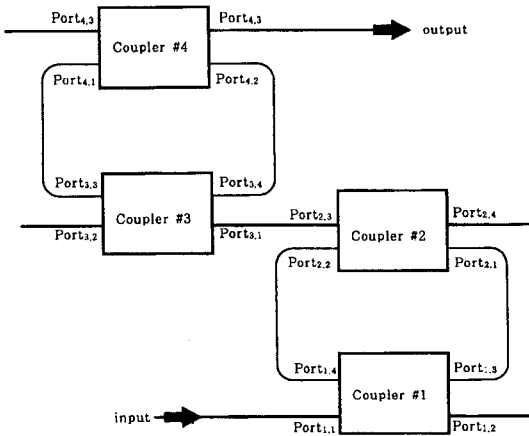 Port4,3 Port4,3
Coupler #4 output
Port4,1 Port4,2
Port3,3 Port3,4
Coupler #3 Port2,3 Port2,4
Port3,2 Port3,1 Coupler #2
Port2,2 Port2,1
Port1,4 Port1,3
Coupler #1
input Port1,1 Port1,2